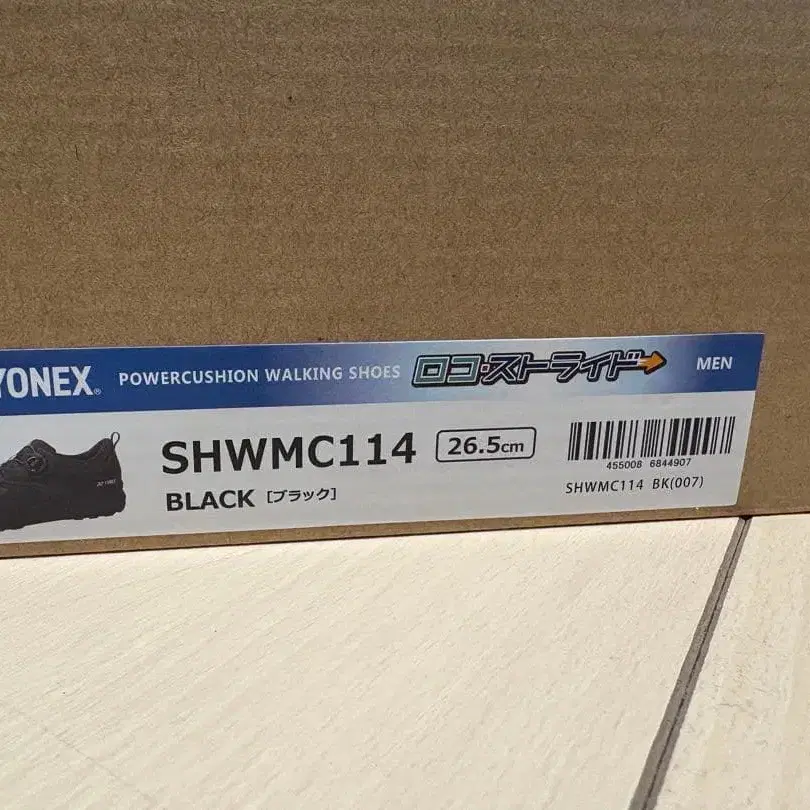 YONEX® POWERCUSHION WALKING SHOES ロコ・ストライド MEN
SHWMC114 26.5cm
BLACK [ブラック]
455008 6844907
SHWMC114 BK(007)